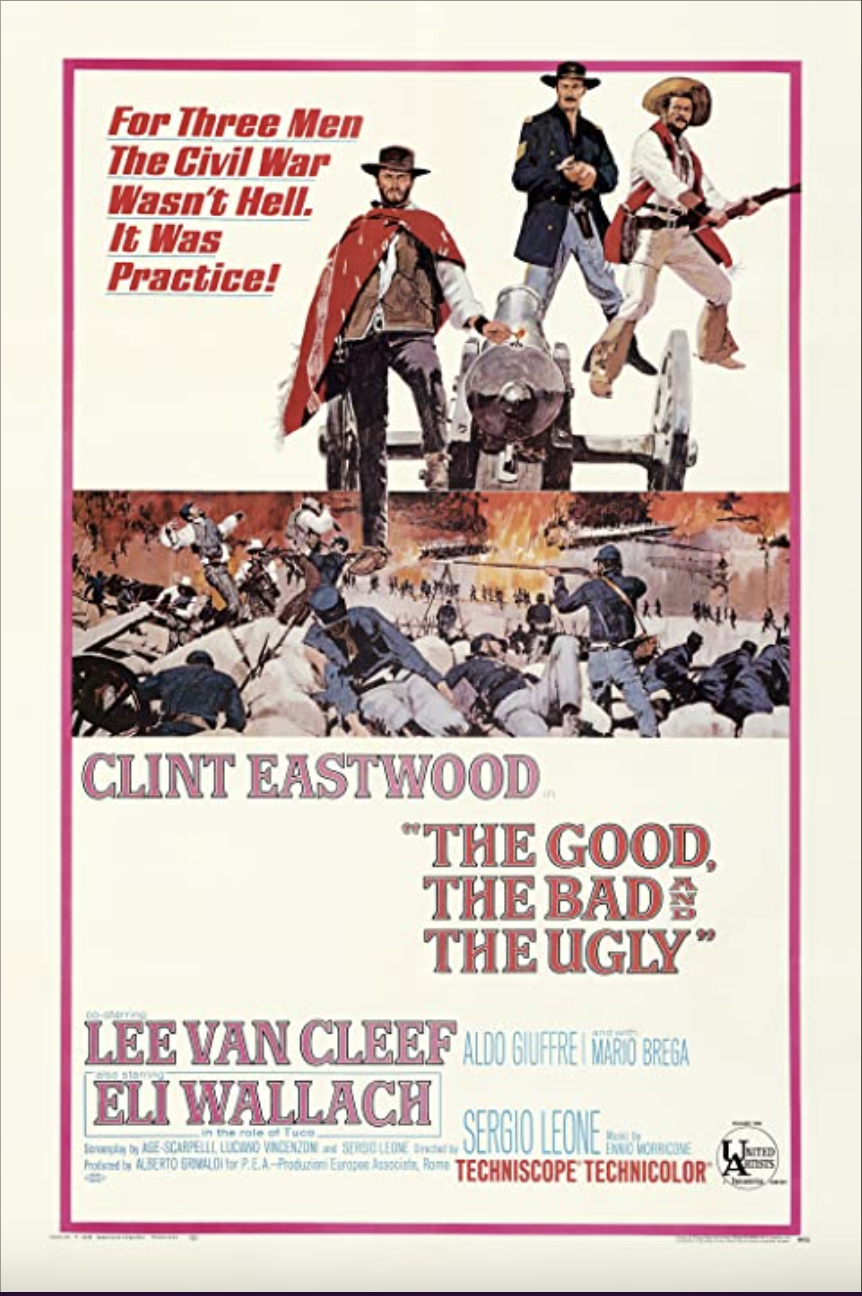 For Three Men
The Civil War
Wasn't Hell.
It Was
Practice!
CLINT EASTWOOD in
"THE GOOD,
THE BAD AND
THE UGLY"
co-starring
LEE VAN CLEEF ALDO GIUFFRE | and with MARIO BREGA
also starring
ELI WALLACH
in the role of Tuco
Screenplay by AGE-SCARPELLI, LUCIANO VINCENZONI and SERGIO LEONE Directed by SERGIO LEONE Music by ENNIO MORRICONE
Produced by ALBERTO GRIMALDI for P.E.A.—Produzioni Europee Associate, Rome TECHNISCOPE® TECHNICOLOR®
UNITED
ARTISTS